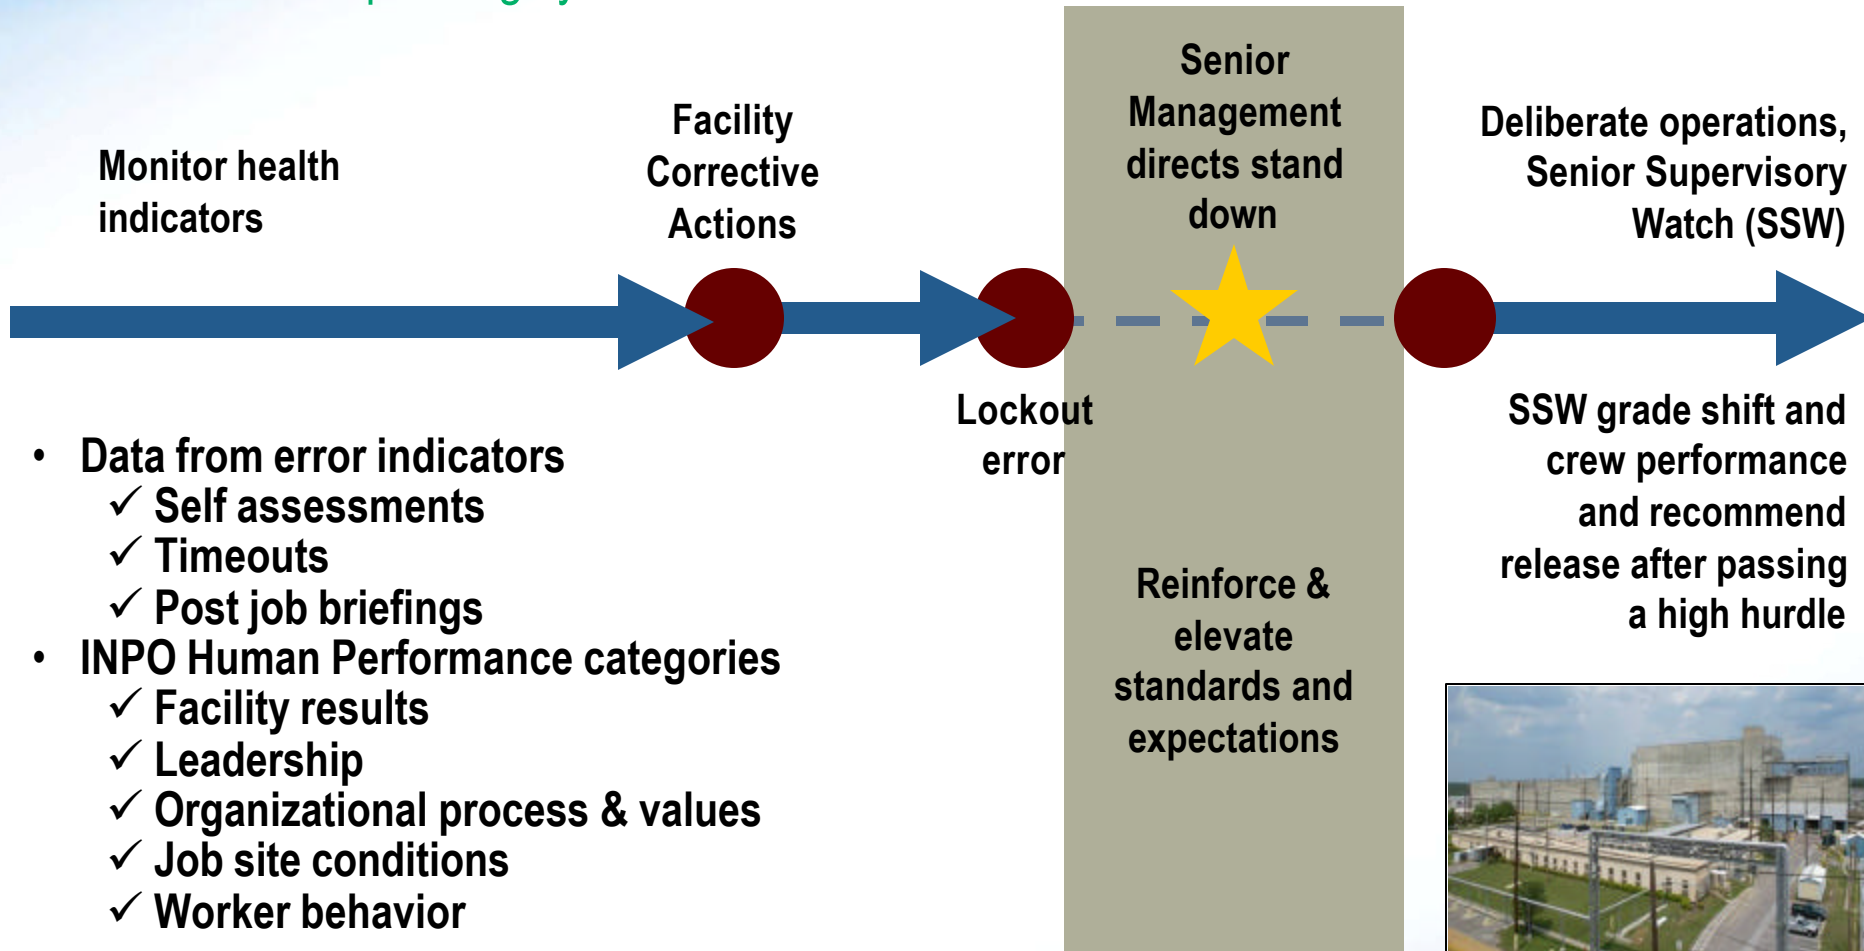 Monitor health
indicators
Facility
Corrective
Actions
Senior
Management
directs stand
down
Deliberate operations,
Senior Supervisory
Watch (SSW)
Lockout
error
• Data from error indicators
✓ Self assessments
✓ Timeouts
✓ Post job briefings
• INPO Human Performance categories
✓ Facility results
✓ Leadership
✓ Organizational process & values
✓ Job site conditions
✓ Worker behavior
Reinforce &
elevate
standards and
expectations
SSW grade shift and
crew performance
and recommend
release after passing
a high hurdle